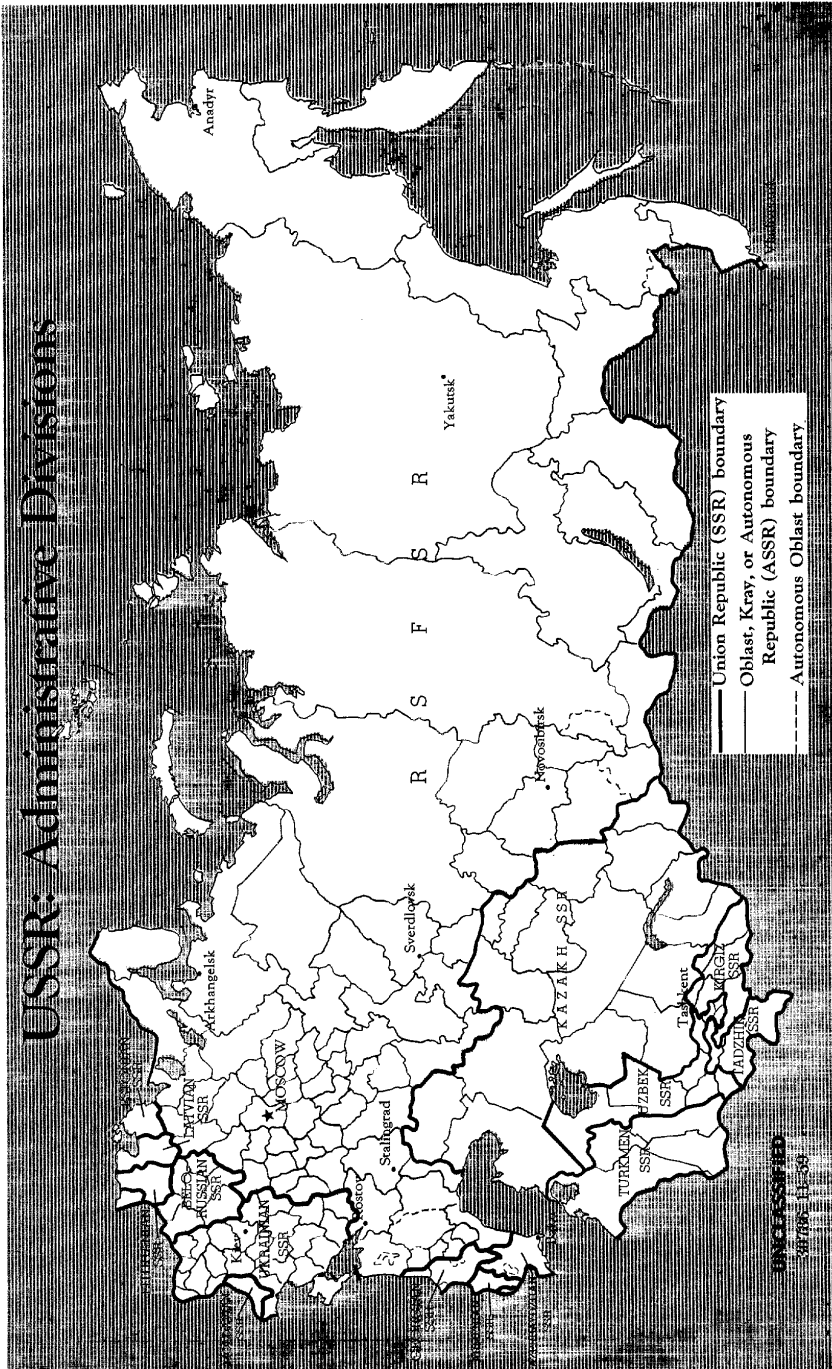 USSR: Administrative Divisions
Anadyr
Yakutsk
R S F S R
Novosibirsk
Sverdlovsk
Arkhangelsk
MOSCOW
Stalingrad
Rostov
Kiev
LATVIAN
SSR
BELO-
RUSSIAN
SSR
UKRAINIAN
SSR
KAZAKH SSR
Tashkent
KIRGIZ
SSR
TADZHIK
SSR
UZBEK
SSR
TURKMEN
SSR
Union Republic (SSR) boundary
Oblast, Kray, or Autonomous
Republic (ASSR) boundary
Autonomous Oblast boundary
UNCLASSIFIED